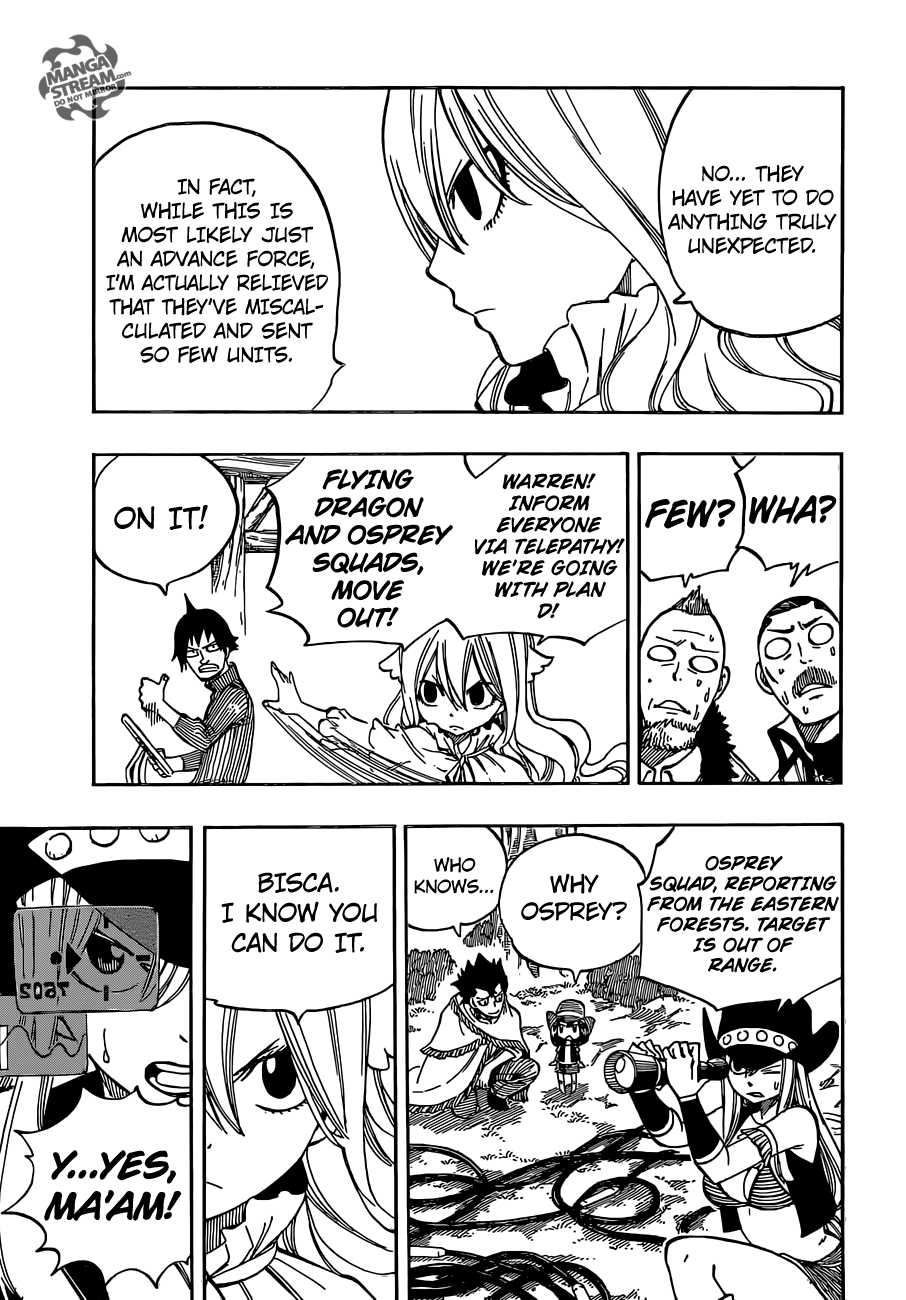 MANGA
STREAM.com
DO NOT MIRROR
NO... THEY
HAVE YET TO DO
ANYTHING TRULY
UNEXPECTED.
IN FACT,
WHILE THIS IS
MOST LIKELY JUST
AN ADVANCE FORCE,
I'M ACTUALLY RELIEVED
THAT THEY'VE MISCAL-
CULATED AND SENT
SO FEW UNITS.
WHA?
FEW?
WARREN!
INFORM
EVERYONE
VIA TELEPATHY!
WE'RE GOING
WITH PLAN
D!
FLYING
DRAGON
AND OSPREY
SQUADS,
MOVE
OUT!
ON IT!
OSPREY
SQUAD, REPORTING
FROM THE EASTERN
FORESTS. TARGET
IS OUT OF
RANGE.
WHY
OSPREY?
WHO
KNOWS...
BISCA.
I KNOW YOU
CAN DO IT.
Y...YES,
MA'AM!